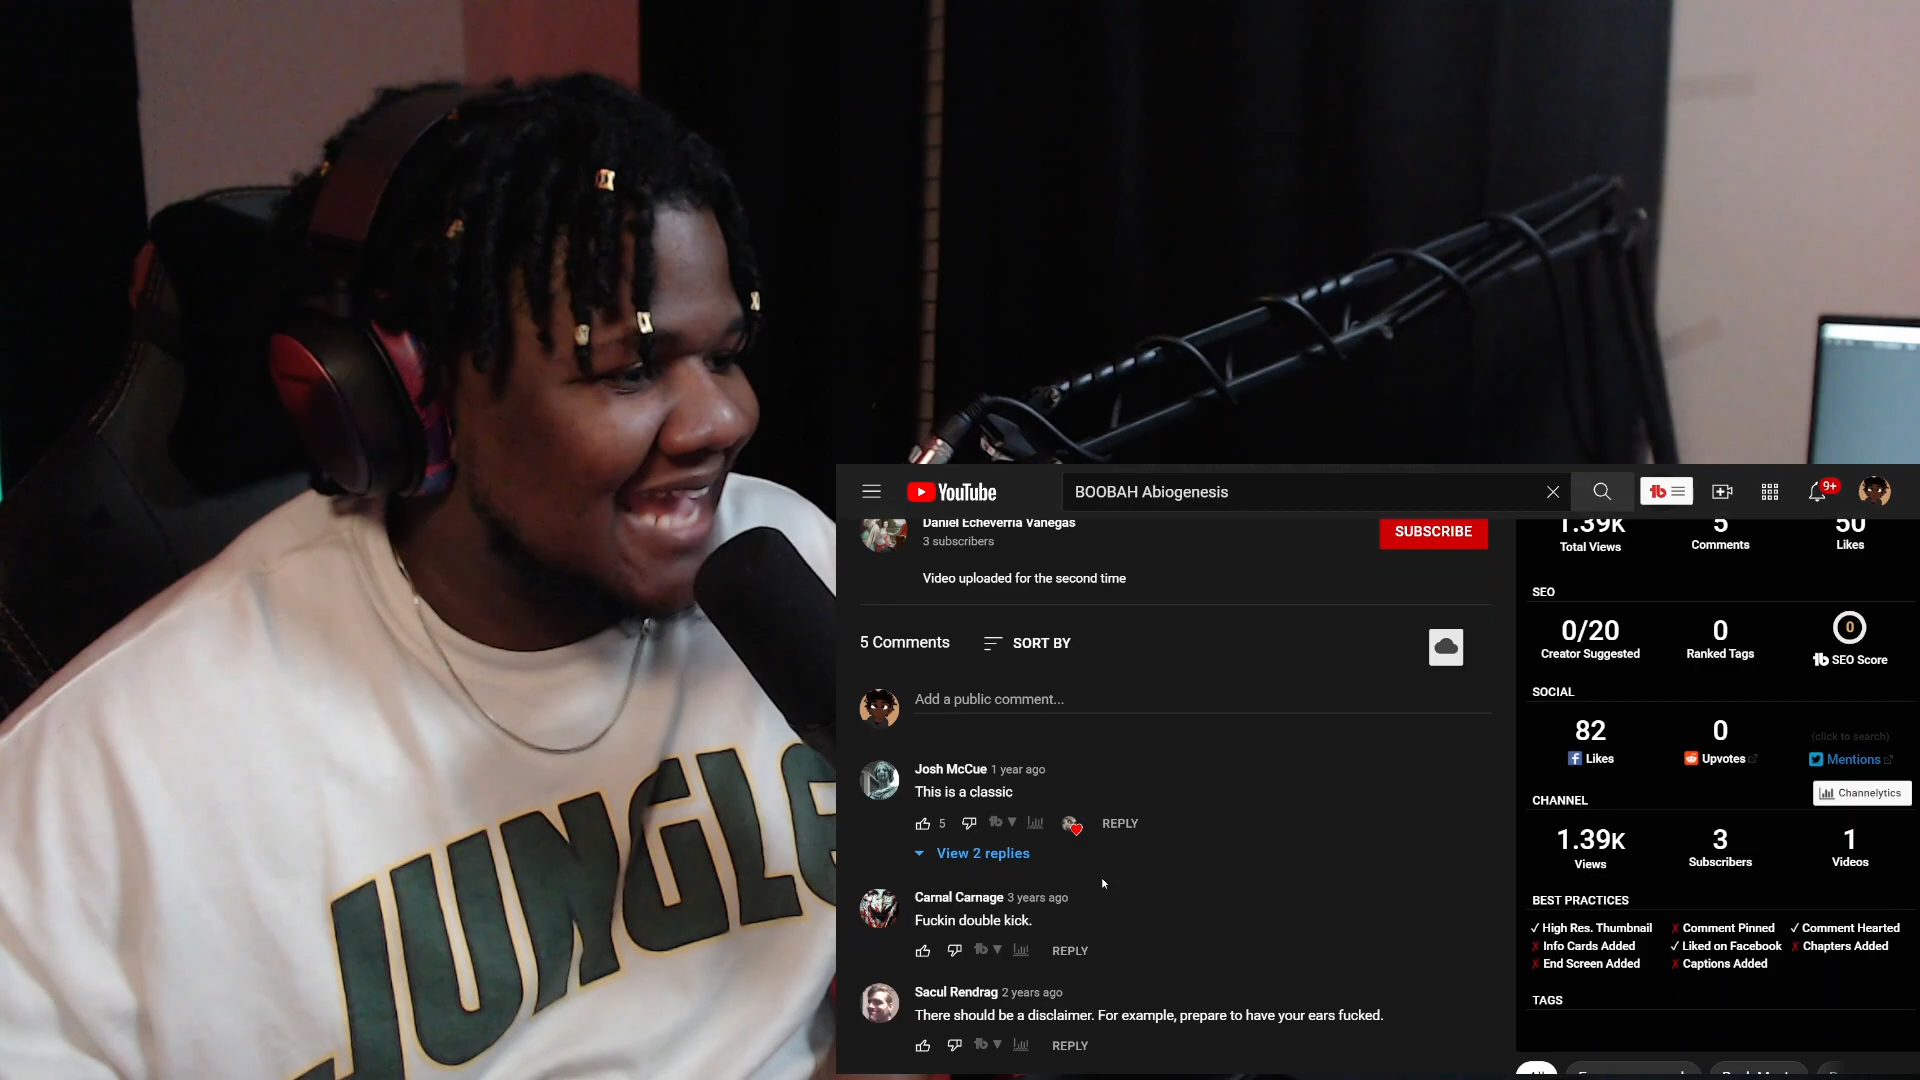 JUNGLE
YouTube
BOOBAH Abiogenesis
9+
Daniel Echeverria Vanegas
3 subscribers
SUBSCRIBE
Video uploaded for the second time
5 Comments
SORT BY
Add a public comment...
Josh McCue 1 year ago
This is a classic
5
REPLY
View 2 replies
Carnal Carnage 3 years ago
Fuckin double kick.
REPLY
Sacul Rendrag 2 years ago
There should be a disclaimer. For example, prepare to have your ears fucked.
REPLY
1.39K 5 50
Total Views Comments Likes
SEO
0/20 0 0
Creator Suggested Ranked Tags tb SEO Score
SOCIAL
82 0 (click to search)
Likes Upvotes Mentions
Channelytics
CHANNEL
1.39K 3 1
Views Subscribers Videos
BEST PRACTICES
✓ High Res. Thumbnail ✗ Comment Pinned ✓ Comment Hearted
✗ Info Cards Added ✓ Liked on Facebook ✗ Chapters Added
✗ End Screen Added ✗ Captions Added
TAGS